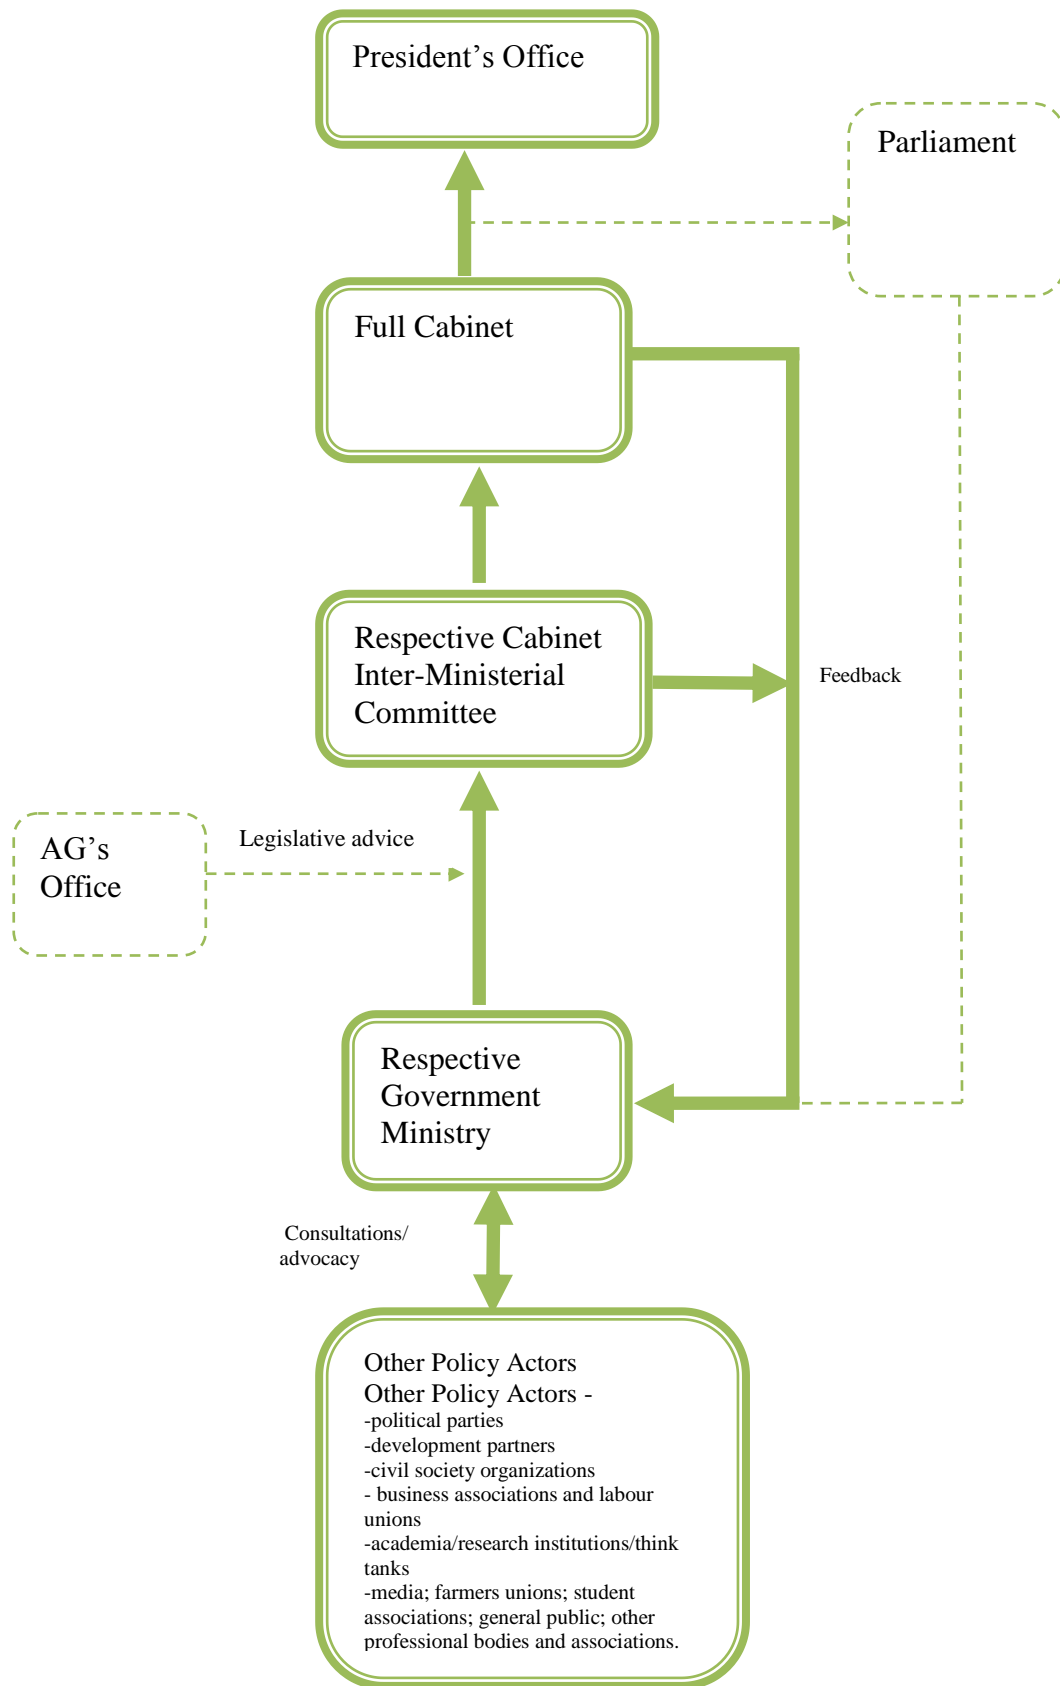 President’s Office
Parliament
Full Cabinet
Respective Cabinet
Inter-Ministerial
Committee
Feedback
AG’s
Office
Legislative advice
Respective
Government
Ministry
Consultations/
advocacy
Other Policy Actors
Other Policy Actors -
-political parties
-development partners
-civil society organizations
- business associations and labour
unions
-academia/research institutions/think
tanks
-media; farmers unions; student
associations; general public; other
professional bodies and associations.